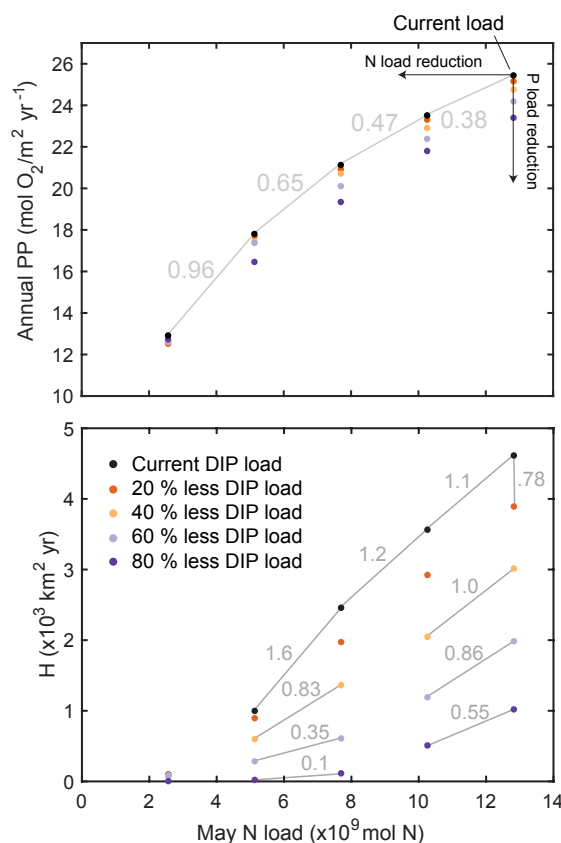 Current load
N load reduction
P load reduction
Annual PP (mol O2/m2 yr-1)
26
24
22
20
18
16
14
12
10
0.96
0.65
0.47
0.38
H (x103 km2 yr)
5
4
3
2
1
0
Current DIP load
20 % less DIP load
40 % less DIP load
60 % less DIP load
80 % less DIP load
1.1
.78
1.2
1.0
1.6
0.83
0.86
0.35
0.55
0.1
0 2 4 6 8 10 12 14
May N load (x109 mol N)